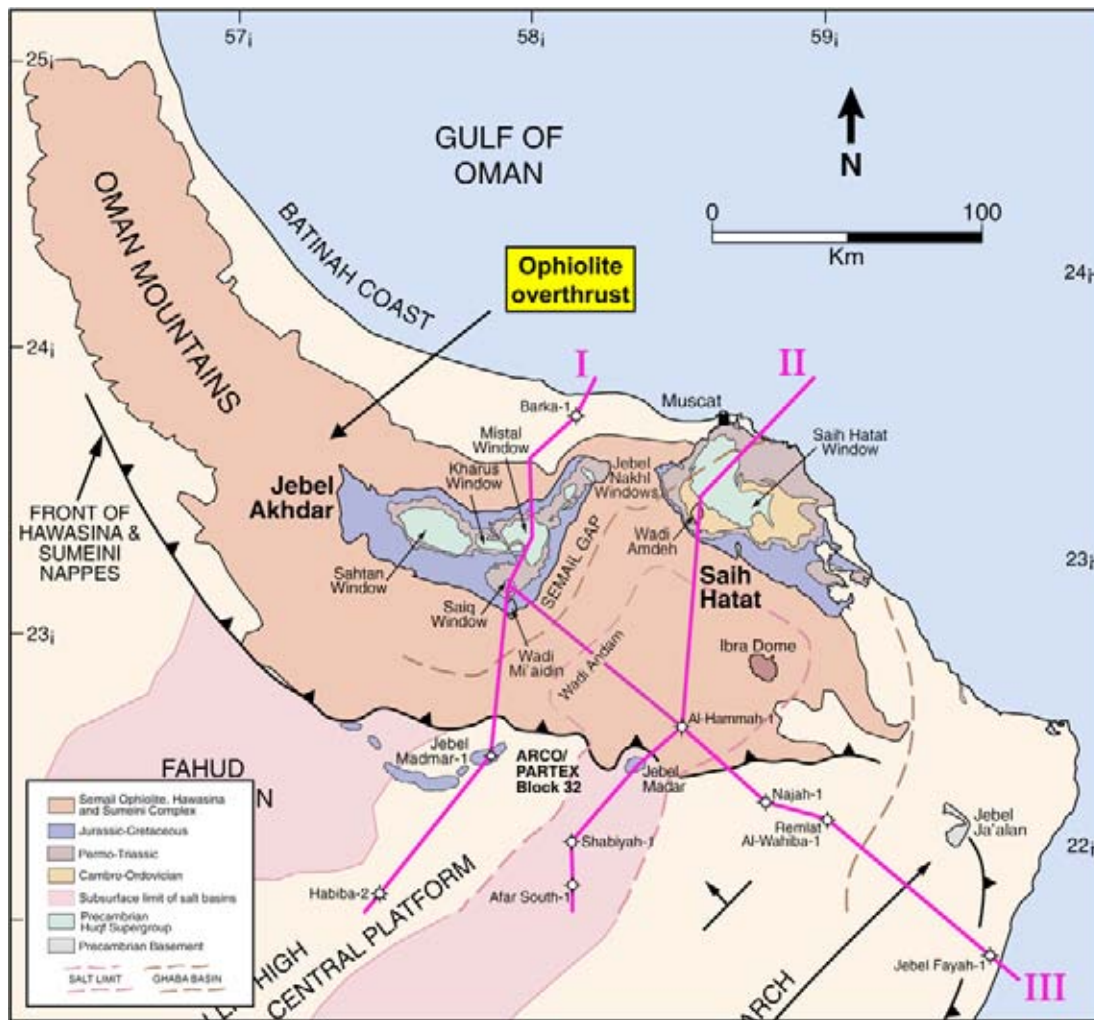 57¡
58¡
59¡
25¡
24¡
23¡
24¡
23¡
22¡
GULF OF
OMAN
N
0
100
Km
OMAN MOUNTAINS
BATINAH COAST
Ophiolite
overthrust
I
II
III
Barka-1
Muscat
Mistal
Window
Kharus
Window
Jebel
Nakhl
Windows
Saih Hatat
Window
Jebel
Akhdar
FRONT OF
HAWASINA &
SUMEINI
NAPPES
Sahtan
Window
Saiq
Window
SEMAIL GAP
Wadi
Amdeh
Saih
Hatat
Wadi
Mi'aidin
Wadi Andam
Ibra Dome
Al-Hammah-1
Jebel
Madmar-1
ARCO/
PARTEX
Block 32
Jebel
Madar
Najah-1
Remlat
Al-Wahiba-1
Jebel
Ja'alan
FAHUD
N
Shabiyah-1
Habiba-2
Afar South-1
Jebel Fayah-1
HIGH
CENTRAL PLATFORM
ARCH
Semail Ophiolite, Hawasina
and Sumeini Complex
Jurassic-Cretaceous
Permo-Triassic
Cambro-Ordovician
Subsurface limit of salt basins
Precambrian
Huqf Supergroup
Precambrian Basement
SALT LIMIT
GHABA BASIN